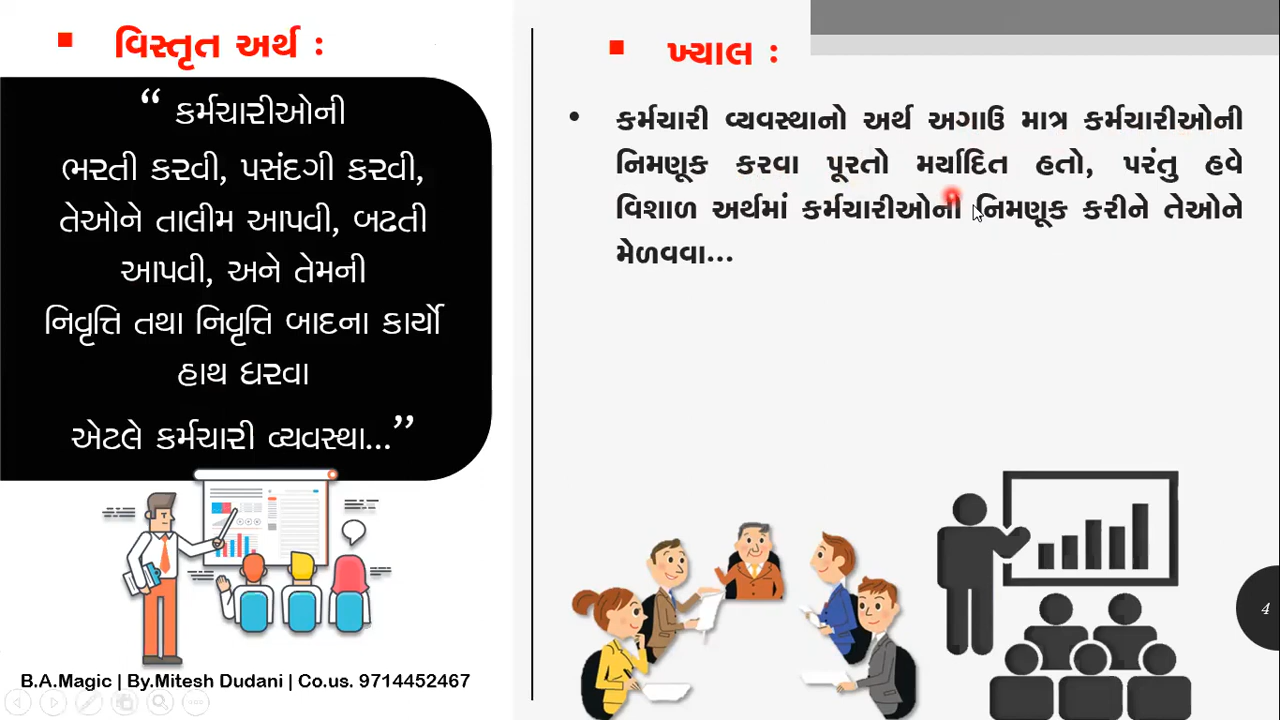 ▪ વિસ્તૃત અર્થ :
“ કર્મચારીઓની
ભરતી કરવી, પસંદગી કરવી,
તેઓને તાલીમ આપવી, બઢતી
આપવી, અને તેમની
નિવૃત્તિ તથા નિવૃત્તિ બાદના કાર્યો
હાથ ધરવા
એટલે કર્મચારી વ્યવસ્થા...”
B.A.Magic | By.Mitesh Dudani | Co.us. 9714452467
▪ ખ્યાલ :
• કર્મચારી વ્યવસ્થાનો અર્થ અગાઉ માત્ર કર્મચારીઓની
નિમણૂક કરવા પૂરતો મર્યાદિત હતો, પરંતુ હવે
વિશાળ અર્થમાં કર્મચારીઓની નિમણૂક કરીને તેઓને
મેળવવા...
4